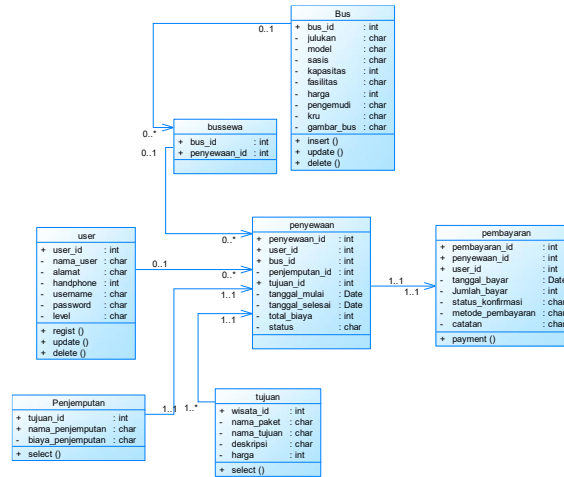 Bus
+ bus_id : int
- julukan : char
- model : char
- sasis : char
- kapasitas : int
- fasilitas : char
- harga : int
- pengemudi : char
- kru : char
- gambar_bus : char
+ insert ()
+ update ()
+ delete ()
0..1
0..*
bussewa
+ bus_id : int
+ penyewaan_id : int
0..1
0..*
user
+ user_id : int
- nama_user : char
- alamat : char
- handphone : int
- username : char
- password : char
- level : char
+ regist ()
+ update ()
+ delete ()
0..1
0..*
penyewaan
+ penyewaan_id : int
+ user_id : int
+ bus_id : int
- penjemputan_id : int
+ tujuan_id : int
- tanggal_mulai : Date
- tanggal_selesai : Date
- total_biaya : int
- status : char
1..1
1..1
1..1
1..1
pembayaran
+ pembayaran_id : int
+ penyewaan_id : int
+ user_id : int
- tanggal_bayar : Date
- Jumlah_bayar : int
- status_konfirmasi : char
- metode_pembayaran : char
- catatan : char
+ payment ()
Penjemputan
+ tujuan_id : int
+ nama_penjemputan : char
- biaya_penjemputan : char
+ select ()
1..1
1..*
tujuan
+ wisata_id : int
- nama_paket : char
- nama_tujuan : char
- deskripsi : char
- harga : int
+ select ()